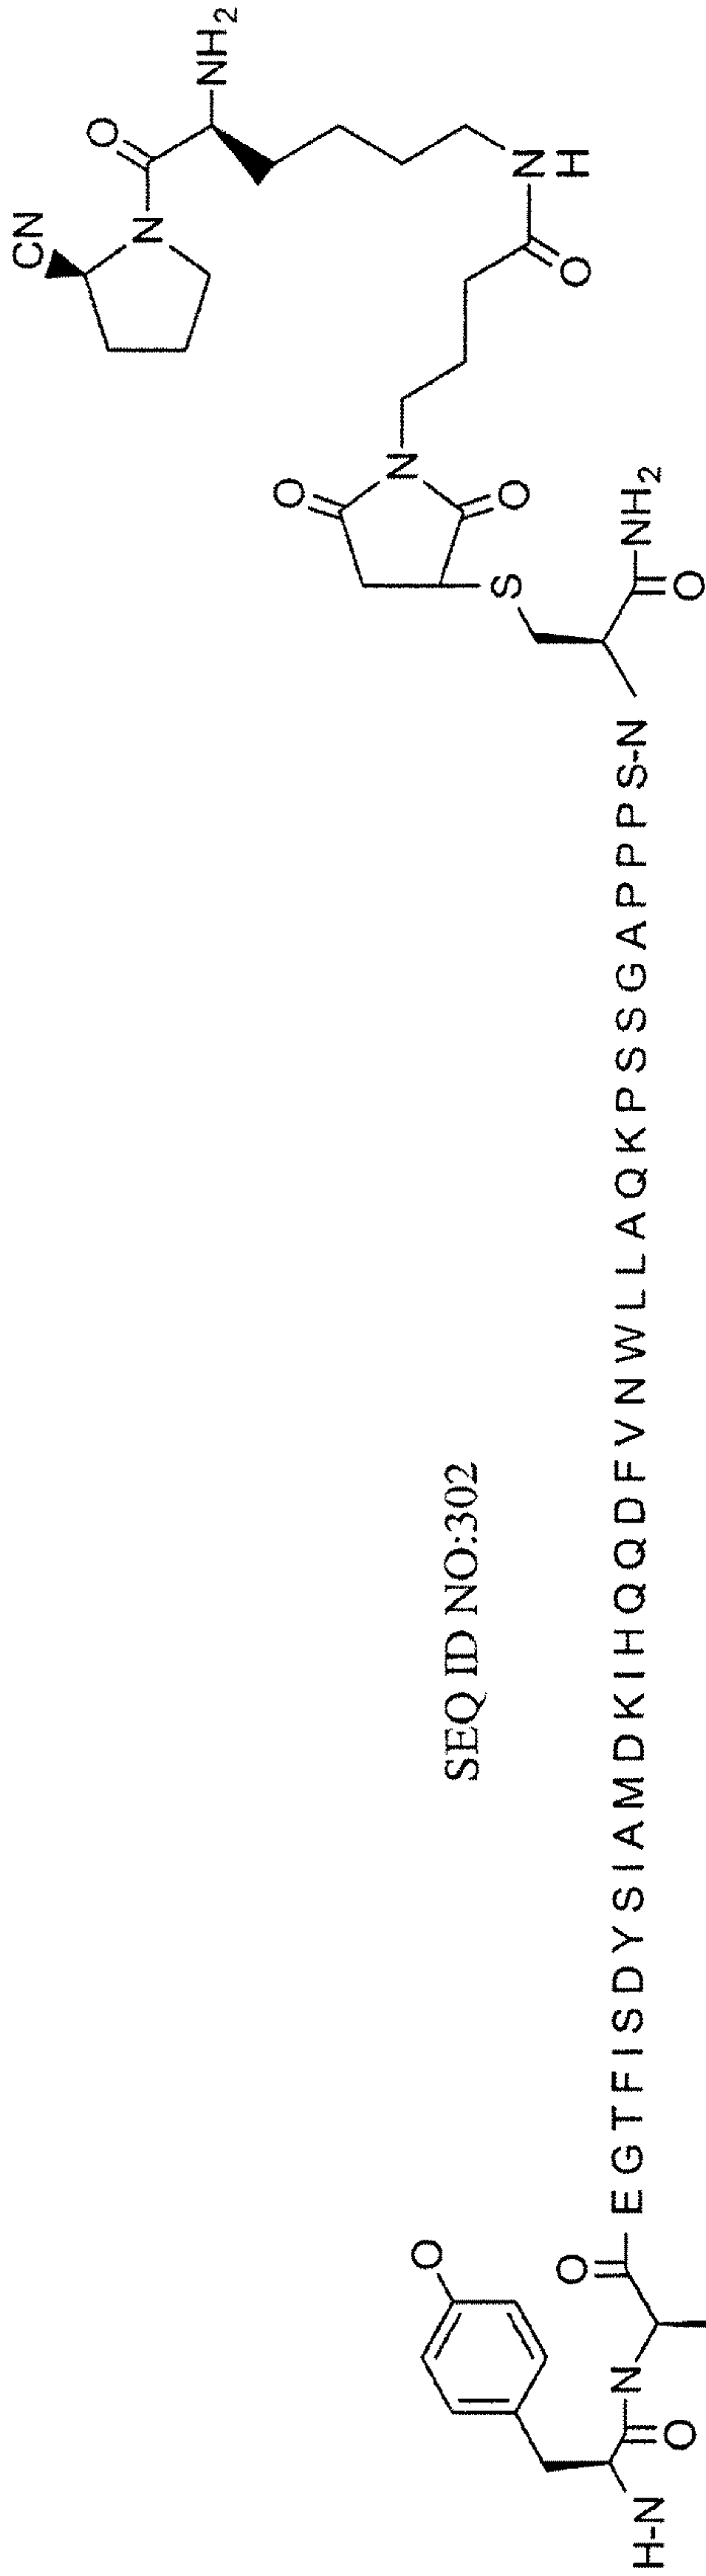 CN
O
N
NH2
O
N
O
SEQ ID NO:302
S
O
N
H
O
O
N
E G T F I S D Y S I A M D K I H Q Q D F V N W L L A Q K P S S G A P P P S-N
NH2
H-N
O
O